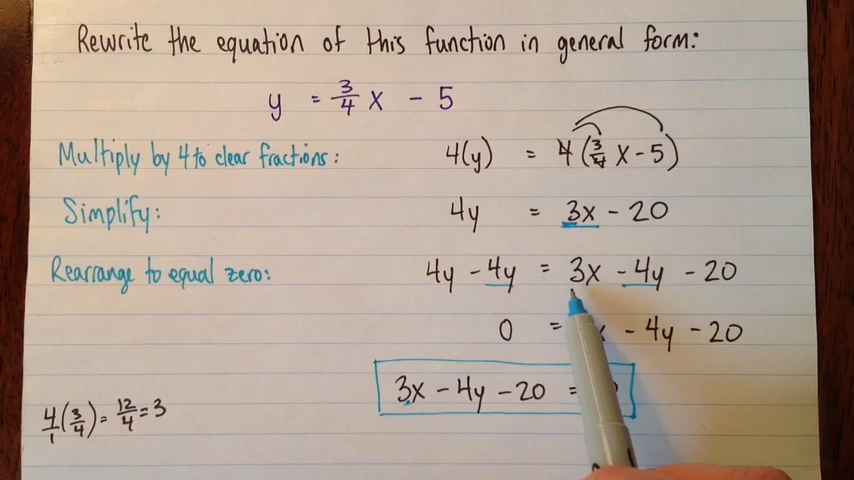 Rewrite the equation of this function in general form:
y = 3/4 x - 5
Multiply by 4 to clear fractions: 4(y) = 4(3/4 x - 5)
Simplify: 4y = 3x - 20
Rearrange to equal zero: 4y - 4y = 3x - 4y - 20
0 = x - 4y - 20
3x - 4y - 20 =
4/1 (3/4) = 12/4 = 3